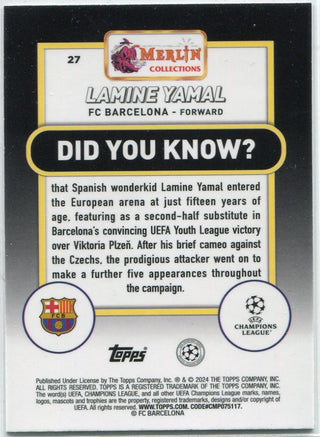 27
MERLIN
COLLECTIONS
LAMINE YAMAL
FC BARCELONA - FORWARD
DID YOU KNOW?
that Spanish wonderkid Lamine Yamal entered
the European arena at just fifteen years of
age, featuring as a second-half substitute in
Barcelona's convincing UEFA Youth League victory
over Viktoria Plzeň. After his brief cameo against
the Czechs, the prodigious attacker went on to
make a further five appearances throughout
the campaign.
FCB
UEFA
CHAMPIONS
LEAGUE
Topps
Published Under License by The Topps Company, Inc. ® & © 2024 THE TOPPS COMPANY, INC.
ALL RIGHTS RESERVED. TOPPS IS A REGISTERED TRADEMARK OF THE TOPPS COMPANY, INC.
The word(s) UEFA, CHAMPIONS LEAGUE, and all other UEFA Champions League marks, names,
logos, mascots and trophies are the property, registered trademarks, designs and/or copyright of
UEFA. All rights reserved. WWW.TOPPS.COM. CODE#CMP075117.
© FC BARCELONA